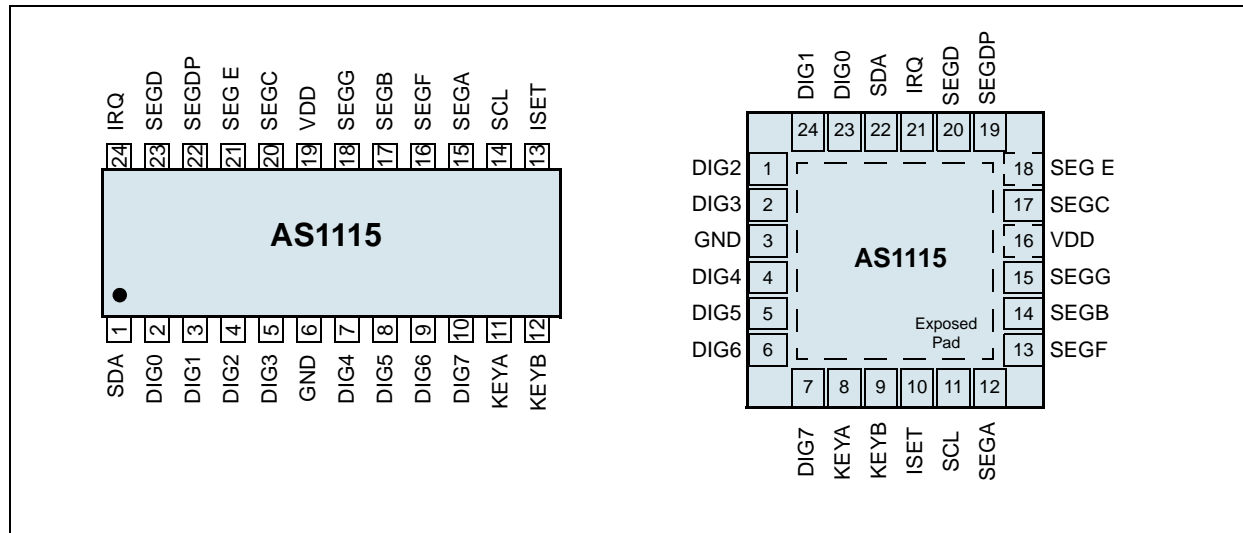 IRQ SEGD SEGDP SEG E SEGC VDD SEGG SEGB SEGF SEGA SCL ISET
24 23 22 21 20 19 18 17 16 15 14 13
AS1115
1 2 3 4 5 6 7 8 9 10 11 12
SDA DIG0 DIG1 DIG2 DIG3 GND DIG4 DIG5 DIG6 DIG7 KEYA KEYB
DIG1 DIG0 SDA IRQ SEGD SEGDP
24 23 22 21 20 19
DIG2 1
DIG3 2
GND 3
DIG4 4
DIG5 5
DIG6 6
18 SEG E
17 SEGC
16 VDD
15 SEGG
14 SEGB
13 SEGF
AS1115
Exposed
Pad
7 8 9 10 11 12
DIG7 KEYA KEYB ISET SCL SEGA